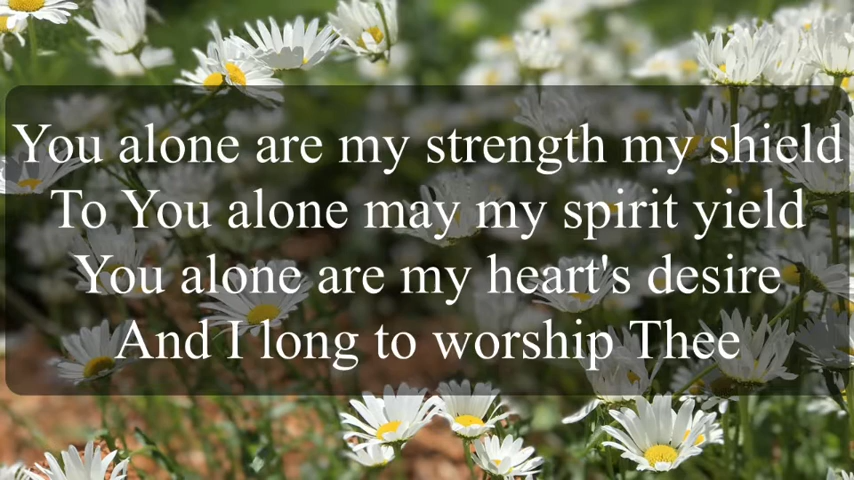 You alone are my strength my shield
To You alone may my spirit yield
You alone are my heart's desire
And I long to worship Thee